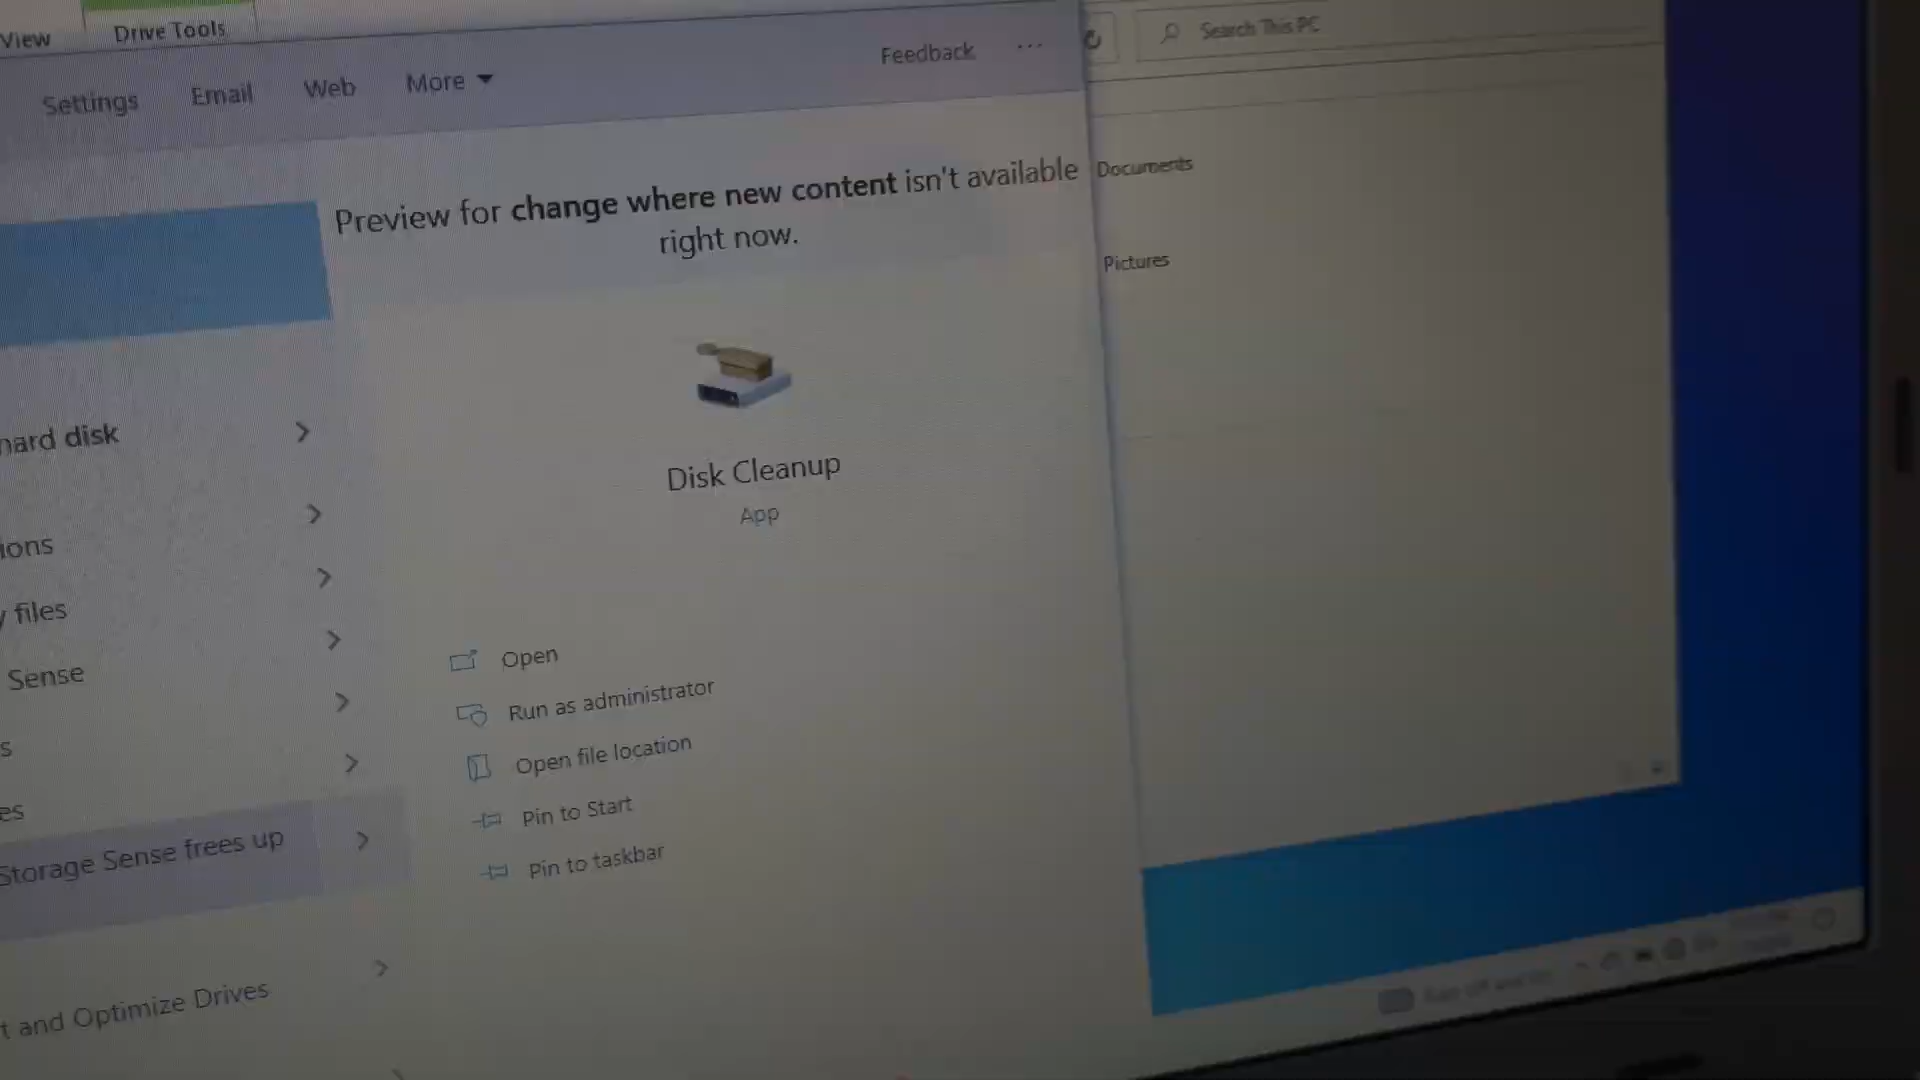 View
Drive Tools
Search This PC
Settings
Email
Web
More
Feedback
Preview for change where new content isn't available
right now.
Documents
Pictures
Disk Cleanup
App
hard disk
ions
y files
Sense
s
es
Storage Sense frees up
t and Optimize Drives
Open
Run as administrator
Open file location
Pin to Start
Pin to taskbar